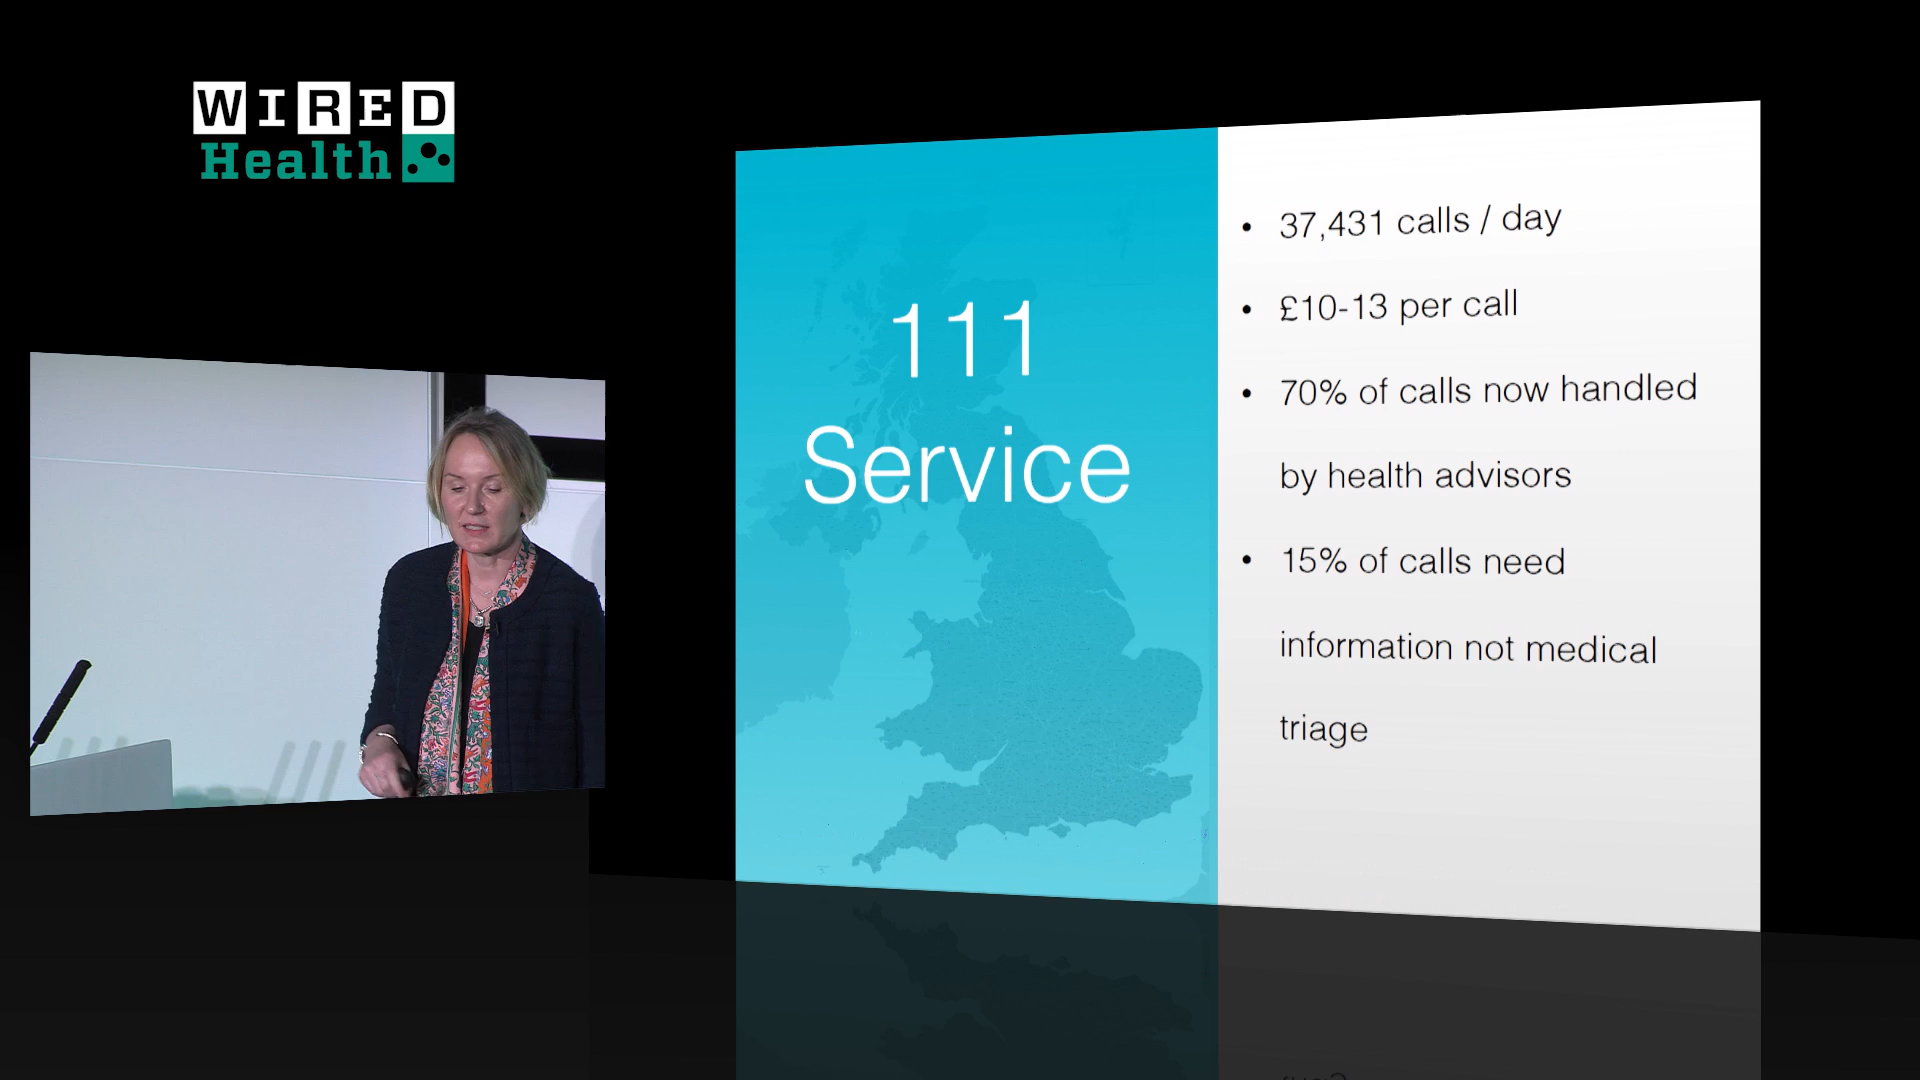 WIRED
Health
111
Service
• 37,431 calls / day
• £10-13 per call
• 70% of calls now handled
by health advisors
• 15% of calls need
information not medical
triage